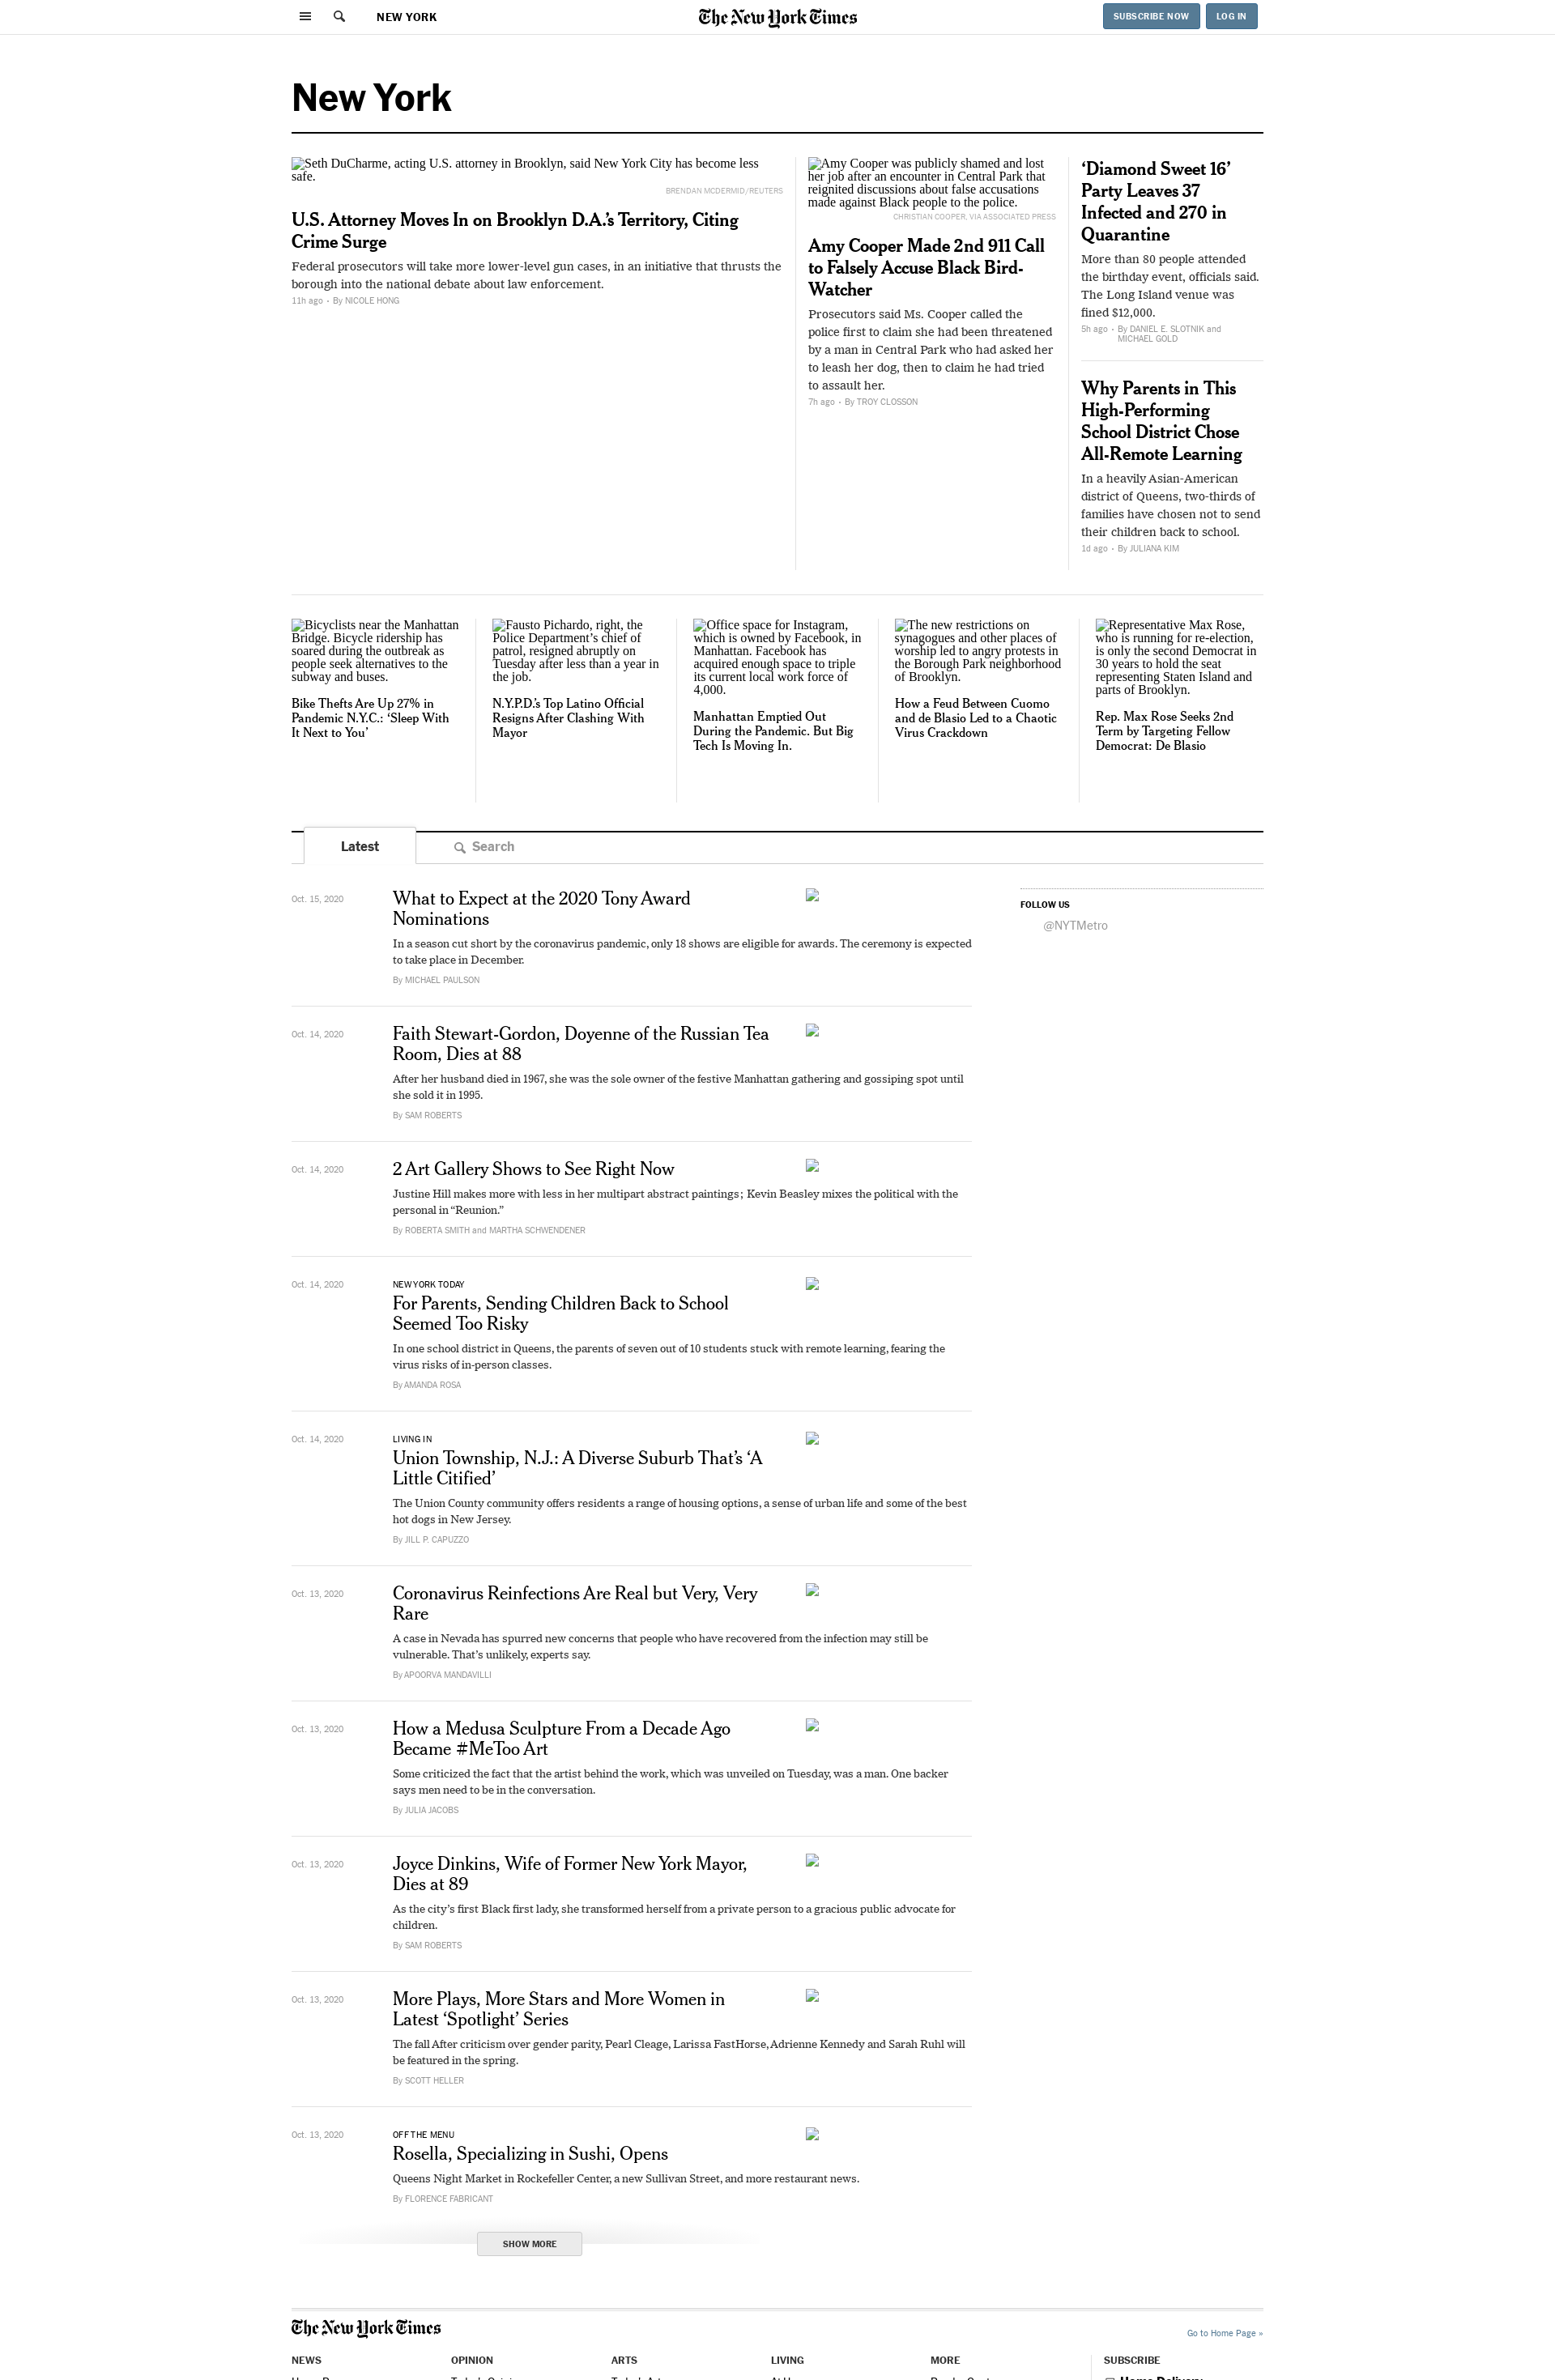 NEW YORK
The New York Times
SUBSCRIBE NOW
LOG IN
New York
Seth DuCharme, acting U.S. attorney in Brooklyn, said New York City has become less
safe.
BRENDAN MCDERMID/REUTERS
U.S. Attorney Moves In on Brooklyn D.A.’s Territory, Citing
Crime Surge
Federal prosecutors will take more lower-level gun cases, in an initiative that thrusts the
borough into the national debate about law enforcement.
11h ago • By NICOLE HONG
Amy Cooper was publicly shamed and lost
her job after an encounter in Central Park that
reignited discussions about false accusations
made against Black people to the police.
CHRISTIAN COOPER, VIA ASSOCIATED PRESS
Amy Cooper Made 2nd 911 Call
to Falsely Accuse Black Bird-
Watcher
Prosecutors said Ms. Cooper called the
police first to claim she had been threatened
by a man in Central Park who had asked her
to leash her dog, then to claim he had tried
to assault her.
7h ago • By TROY CLOSSON
‘Diamond Sweet 16’
Party Leaves 37
Infected and 270 in
Quarantine
More than 80 people attended
the birthday event, officials said.
The Long Island venue was
fined $12,000.
5h ago • By DANIEL E. SLOTNIK and
MICHAEL GOLD
Why Parents in This
High-Performing
School District Chose
All-Remote Learning
In a heavily Asian-American
district of Queens, two-thirds of
families have chosen not to send
their children back to school.
1d ago • By JULIANA KIM
Bicyclists near the Manhattan
Bridge. Bicycle ridership has
soared during the outbreak as
people seek alternatives to the
subway and buses.
Bike Thefts Are Up 27% in
Pandemic N.Y.C.: ‘Sleep With
It Next to You’
Fausto Pichardo, right, the
Police Department’s chief of
patrol, resigned abruptly on
Tuesday after less than a year in
the job.
N.Y.P.D.’s Top Latino Official
Resigns After Clashing With
Mayor
Office space for Instagram,
which is owned by Facebook, in
Manhattan. Facebook has
acquired enough space to triple
its current local work force of
4,000.
Manhattan Emptied Out
During the Pandemic. But Big
Tech Is Moving In.
The new restrictions on
synagogues and other places of
worship led to angry protests in
the Borough Park neighborhood
of Brooklyn.
How a Feud Between Cuomo
and de Blasio Led to a Chaotic
Virus Crackdown
Representative Max Rose,
who is running for re-election,
is only the second Democrat in
30 years to hold the seat
representing Staten Island and
parts of Brooklyn.
Rep. Max Rose Seeks 2nd
Term by Targeting Fellow
Democrat: De Blasio
Latest
Search
Oct. 15, 2020
What to Expect at the 2020 Tony Award
Nominations
In a season cut short by the coronavirus pandemic, only 18 shows are eligible for awards. The ceremony is expected
to take place in December.
By MICHAEL PAULSON
FOLLOW US
@NYTMetro
Oct. 14, 2020
Faith Stewart-Gordon, Doyenne of the Russian Tea
Room, Dies at 88
After her husband died in 1967, she was the sole owner of the festive Manhattan gathering and gossiping spot until
she sold it in 1995.
By SAM ROBERTS
Oct. 14, 2020
2 Art Gallery Shows to See Right Now
Justine Hill makes more with less in her multipart abstract paintings; Kevin Beasley mixes the political with the
personal in “Reunion.”
By ROBERTA SMITH and MARTHA SCHWENDENER
Oct. 14, 2020
NEW YORK TODAY
For Parents, Sending Children Back to School
Seemed Too Risky
In one school district in Queens, the parents of seven out of 10 students stuck with remote learning, fearing the
virus risks of in-person classes.
By AMANDA ROSA
Oct. 14, 2020
LIVING IN
Union Township, N.J.: A Diverse Suburb That’s ‘A
Little Citified’
The Union County community offers residents a range of housing options, a sense of urban life and some of the best
hot dogs in New Jersey.
By JILL P. CAPUZZO
Oct. 13, 2020
Coronavirus Reinfections Are Real but Very, Very
Rare
A case in Nevada has spurred new concerns that people who have recovered from the infection may still be
vulnerable. That’s unlikely, experts say.
By APOORVA MANDAVILLI
Oct. 13, 2020
How a Medusa Sculpture From a Decade Ago
Became #MeToo Art
Some criticized the fact that the artist behind the work, which was unveiled on Tuesday, was a man. One backer
says men need to be in the conversation.
By JULIA JACOBS
Oct. 13, 2020
Joyce Dinkins, Wife of Former New York Mayor,
Dies at 89
As the city’s first Black first lady, she transformed herself from a private person to a gracious public advocate for
children.
By SAM ROBERTS
Oct. 13, 2020
More Plays, More Stars and More Women in
Latest ‘Spotlight’ Series
The fall After criticism over gender parity, Pearl Cleage, Larissa FastHorse, Adrienne Kennedy and Sarah Ruhl will
be featured in the spring.
By SCOTT HELLER
Oct. 13, 2020
OFF THE MENU
Rosella, Specializing in Sushi, Opens
Queens Night Market in Rockefeller Center, a new Sullivan Street, and more restaurant news.
By FLORENCE FABRICANT
SHOW MORE
The New York Times
Go to Home Page »
NEWS
OPINION
ARTS
LIVING
MORE
SUBSCRIBE